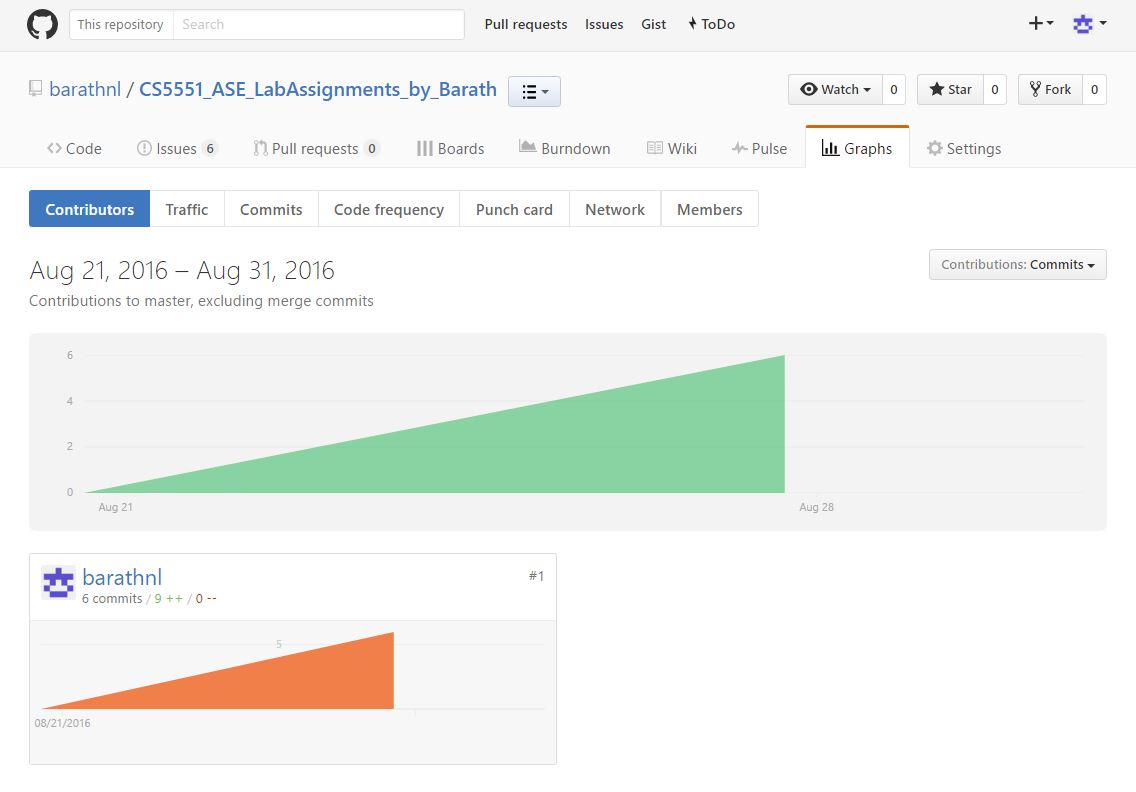 This repository Search Pull requests Issues Gist ToDo
barathnl / CS5551_ASE_LabAssignments_by_Barath Watch 0 Star 0 Fork 0
Code Issues 6 Pull requests 0 Boards Burndown Wiki Pulse Graphs Settings
Contributors Traffic Commits Code frequency Punch card Network Members
Aug 21, 2016 – Aug 31, 2016
Contributions: Commits
Contributions to master, excluding merge commits
6
4
2
0
Aug 21 Aug 28
barathnl #1
6 commits / 9 ++ / 0 --
5
08/21/2016